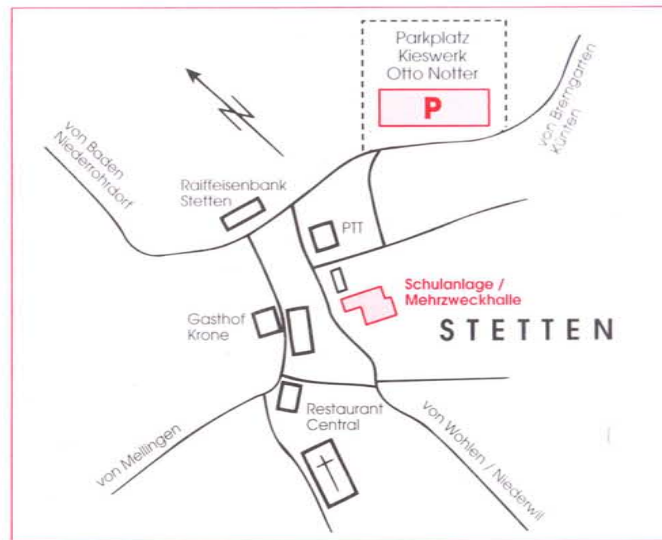 Parkplatz
Kieswerk
Otto Notter
P
von Bremgarten
Künten
von Baden
Niederrohrdorf
Raiffeisenbank
Stetten
PTT
Schulanlage /
Mehrzweckhalle
Gasthof
Krone
STETTEN
Restaurant
Central
von Mellingen
von Wohlen / Niederwil
N